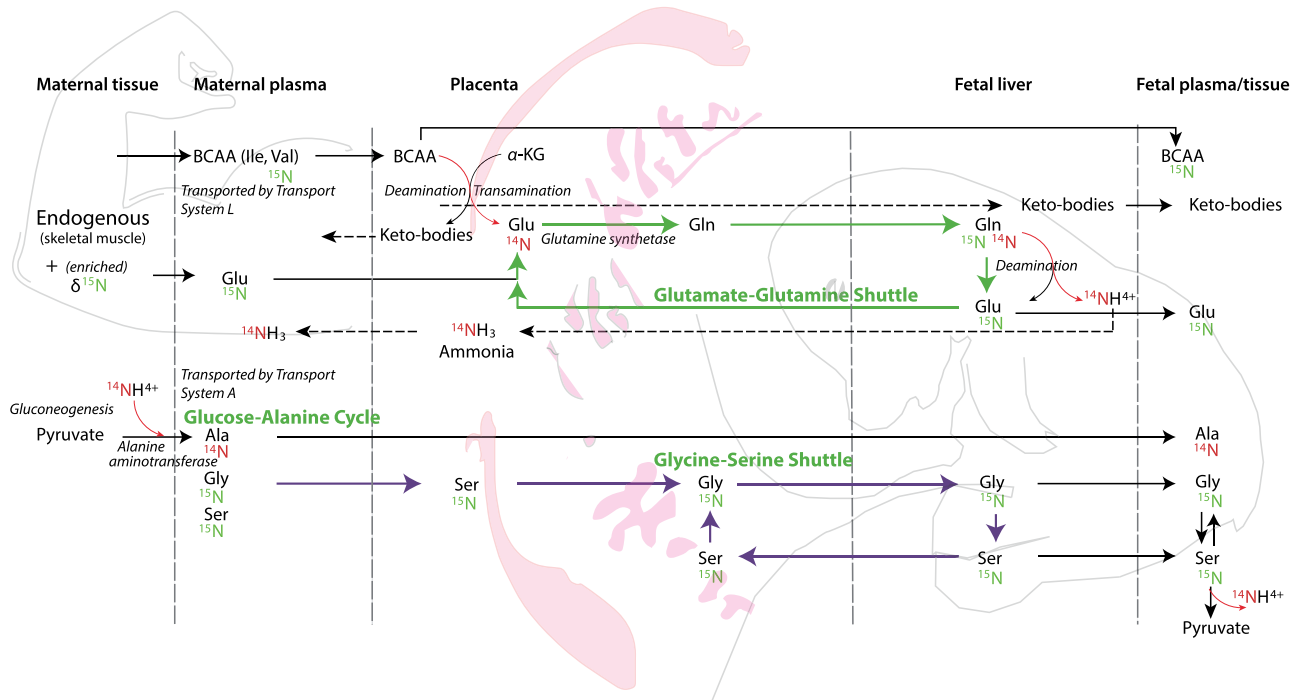 Maternal tissue
Maternal plasma
Placenta
Fetal liver
Fetal plasma/tissue
BCAA (Ile, Val)
15N
Transported by Transport
System L
BCAA
α-KG
Deamination
Transamination
BCAA
15N
Endogenous
(skeletal muscle)
+ (enriched)
δ15N
Keto-bodies
Glu
14N
Glutamine synthetase
Gln
Gln
15N 14N
Keto-bodies
Keto-bodies
Deamination
Glu
15N
Glutamate-Glutamine Shuttle
Glu
15N
14NH4+
Glu
15N
14NH3
14NH3
Ammonia
Transported by Transport
System A
14NH4+
Gluconeogenesis
Pyruvate
Alanine
aminotransferase
Glucose-Alanine Cycle
Ala
14N
Ala
14N
Gly
15N
Ser
15N
Ser
15N
Glycine-Serine Shuttle
Gly
15N
Gly
15N
Gly
15N
Ser
15N
Ser
15N
Ser
15N
14NH4+
Pyruvate